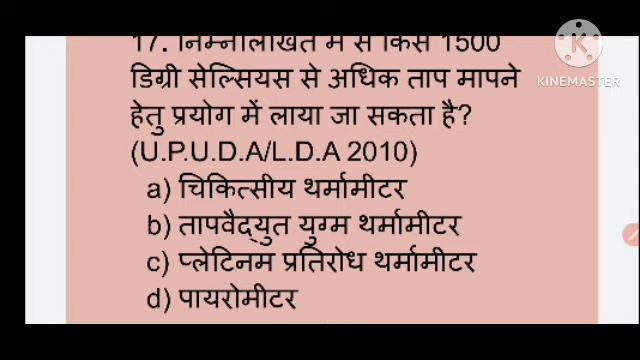 17. निम्नलिखित में से किसे 1500
डिग्री सेल्सियस से अधिक ताप मापने
हेतु प्रयोग में लाया जा सकता है?
(U.P.U.D.A/L.D.A 2010)
a) चिकित्सीय थर्मामीटर
b) तापवैद्युत युग्म थर्मामीटर
c) प्लेटिनम प्रतिरोध थर्मामीटर
d) पायरोमीटर
K
KINEMASTER